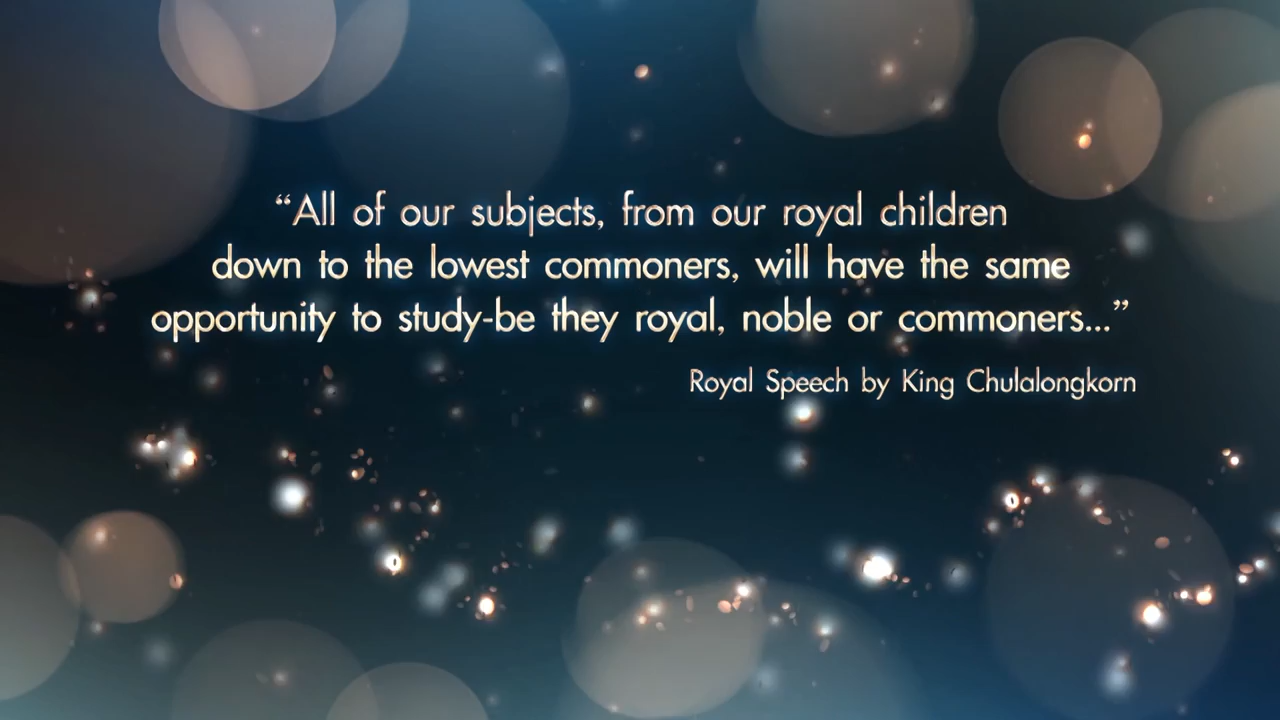 “All of our subjects, from our royal children
down to the lowest commoners, will have the same
opportunity to study-be they royal, noble or commoners...”
Royal Speech by King Chulalongkorn